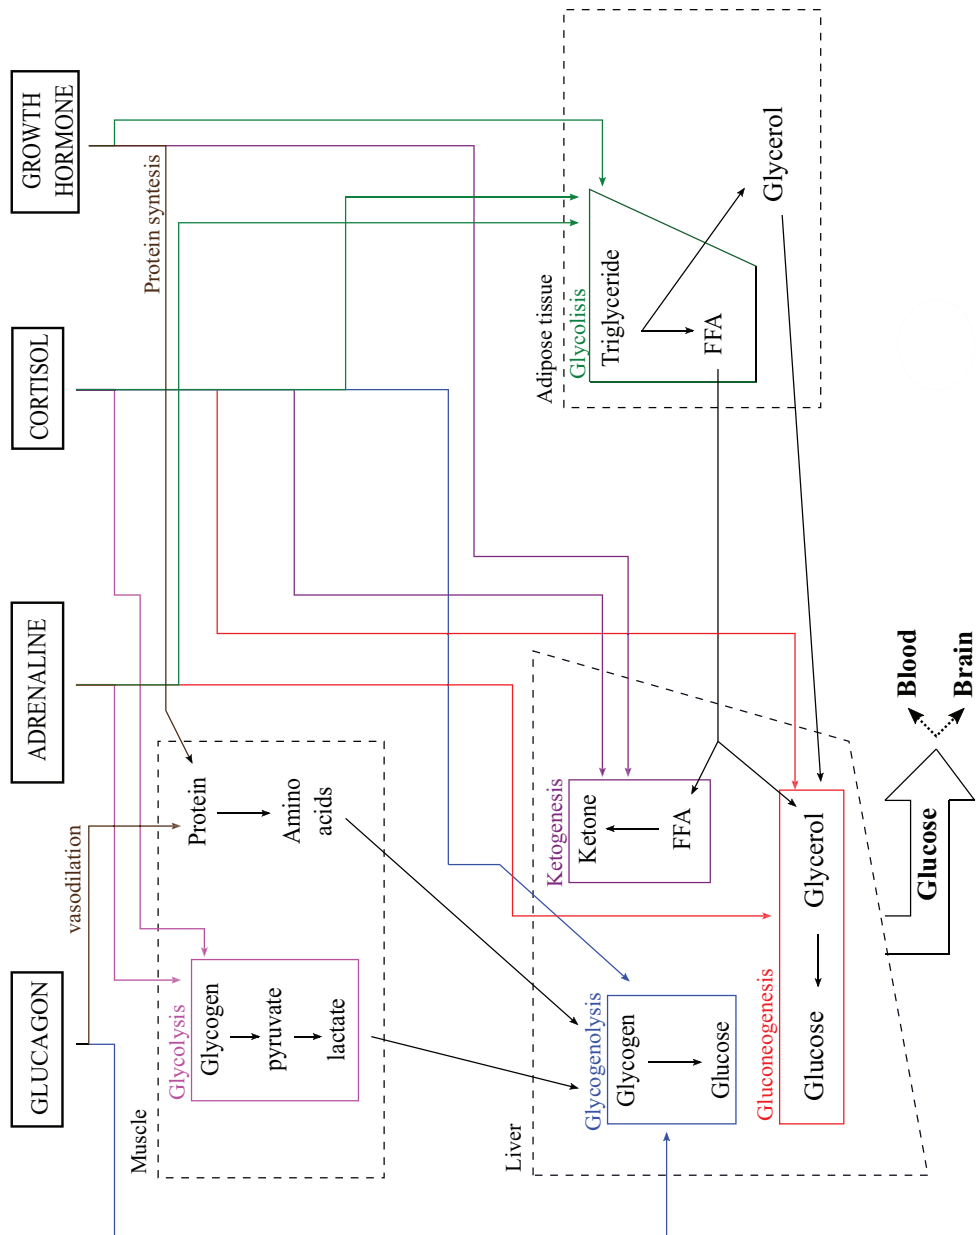 GLUCAGON
ADRENALINE
CORTISOL
GROWTH
HORMONE
vasodilation
Protein syntesis
Muscle
Glycolysis
Glycogen
pyruvate
lactate
Protein
Amino
acids
Adipose tissue
Glycolisis
Triglyceride
FFA
Glycerol
Liver
Glycogenolysis
Glycogen
Glucose
Ketogenesis
Ketone
FFA
Gluconeogenesis
Glucose
Glycerol
Glucose
Blood
Brain